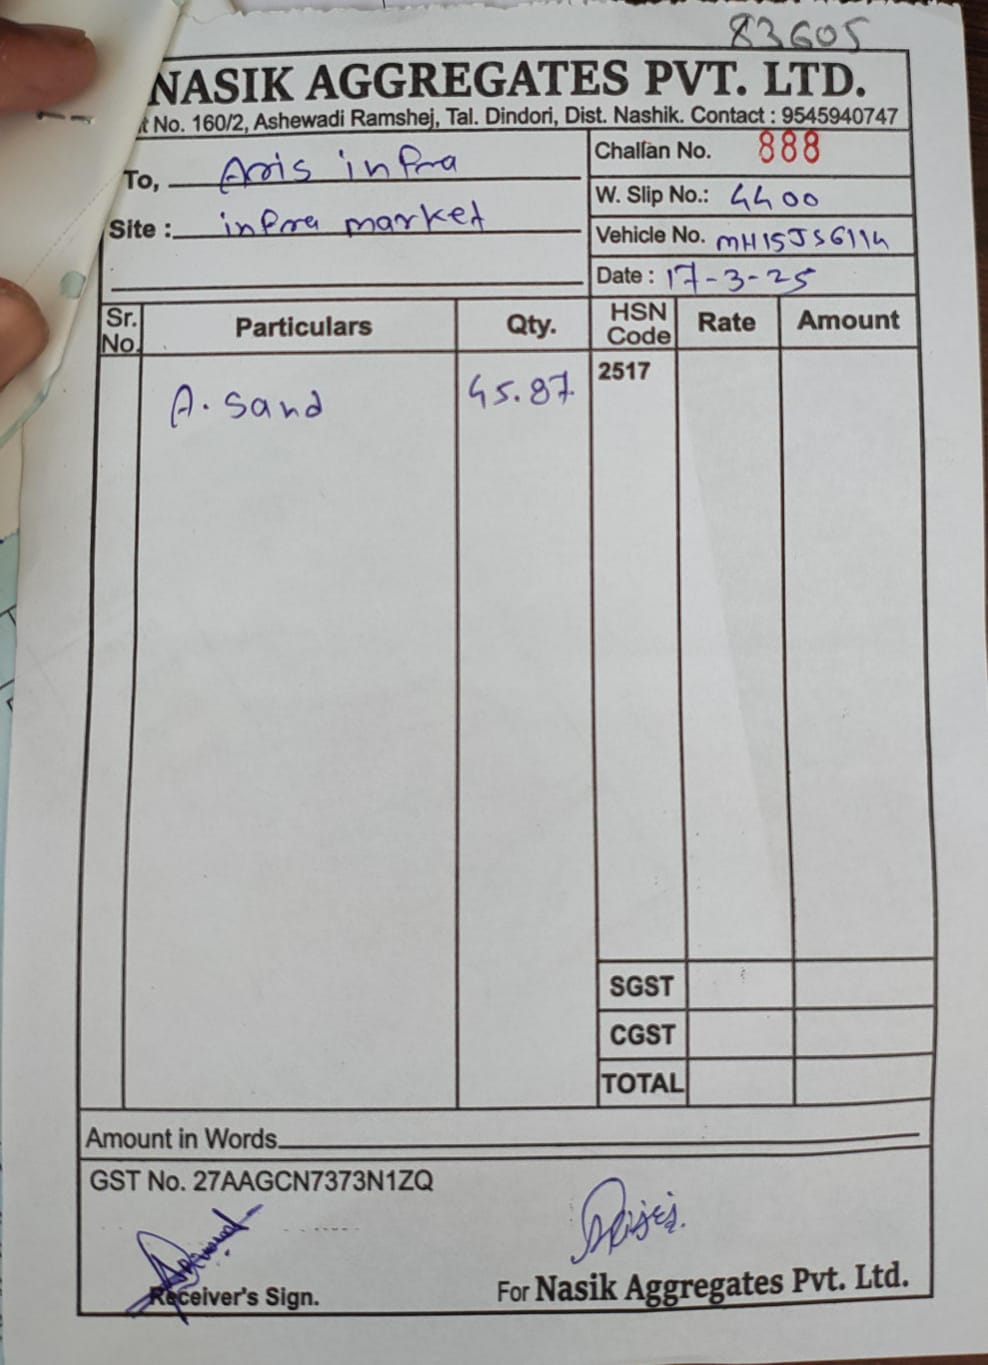 83605
NASIK AGGREGATES PVT. LTD.
t No. 160/2, Ashewadi Ramshej, Tal. Dindori, Dist. Nashik. Contact : 9545940747
To, Aris infra
Challan No. 888
W. Slip No.: 4400
Site : infra market
Vehicle No. MH15JS6114
Date : 17-3-25
Sr. No. Particulars Qty. HSN Code Rate Amount
A. Sand 45.87 2517
SGST
CGST
TOTAL
Amount in Words
GST No. 27AAGCN7373N1ZQ
Receiver's Sign.
For Nasik Aggregates Pvt. Ltd.